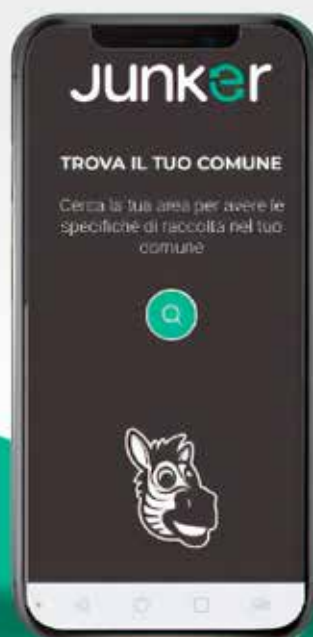 JUNKer
TROVA IL TUO COMUNE
Cerca la tua area per avere le
specifiche di raccolta nel tuo
comune